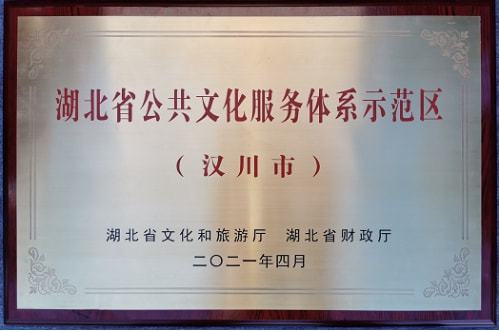 湖北省公共文化服务体系示范区
（汉川市）
湖北省文化和旅游厅 湖北省财政厅
二〇二一年四月